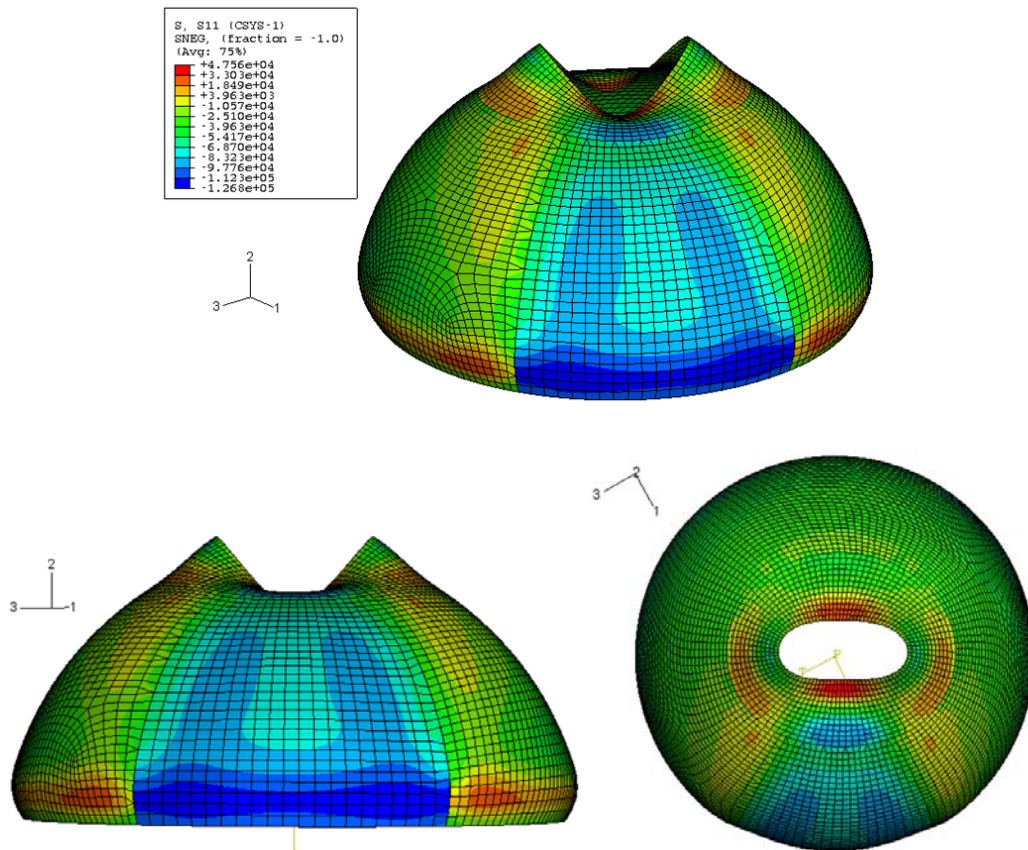 S, S11 (CSYS-1)
SNEG, (fraction = -1.0)
(Avg: 75%)
+4.756e+04
+3.303e+04
+1.849e+04
+3.963e+03
-1.057e+04
-2.510e+04
-3.963e+04
-5.417e+04
-6.870e+04
-8.323e+04
-9.776e+04
-1.123e+05
-1.268e+05
2
3
1
2
3
-1
2
3
1
T
P